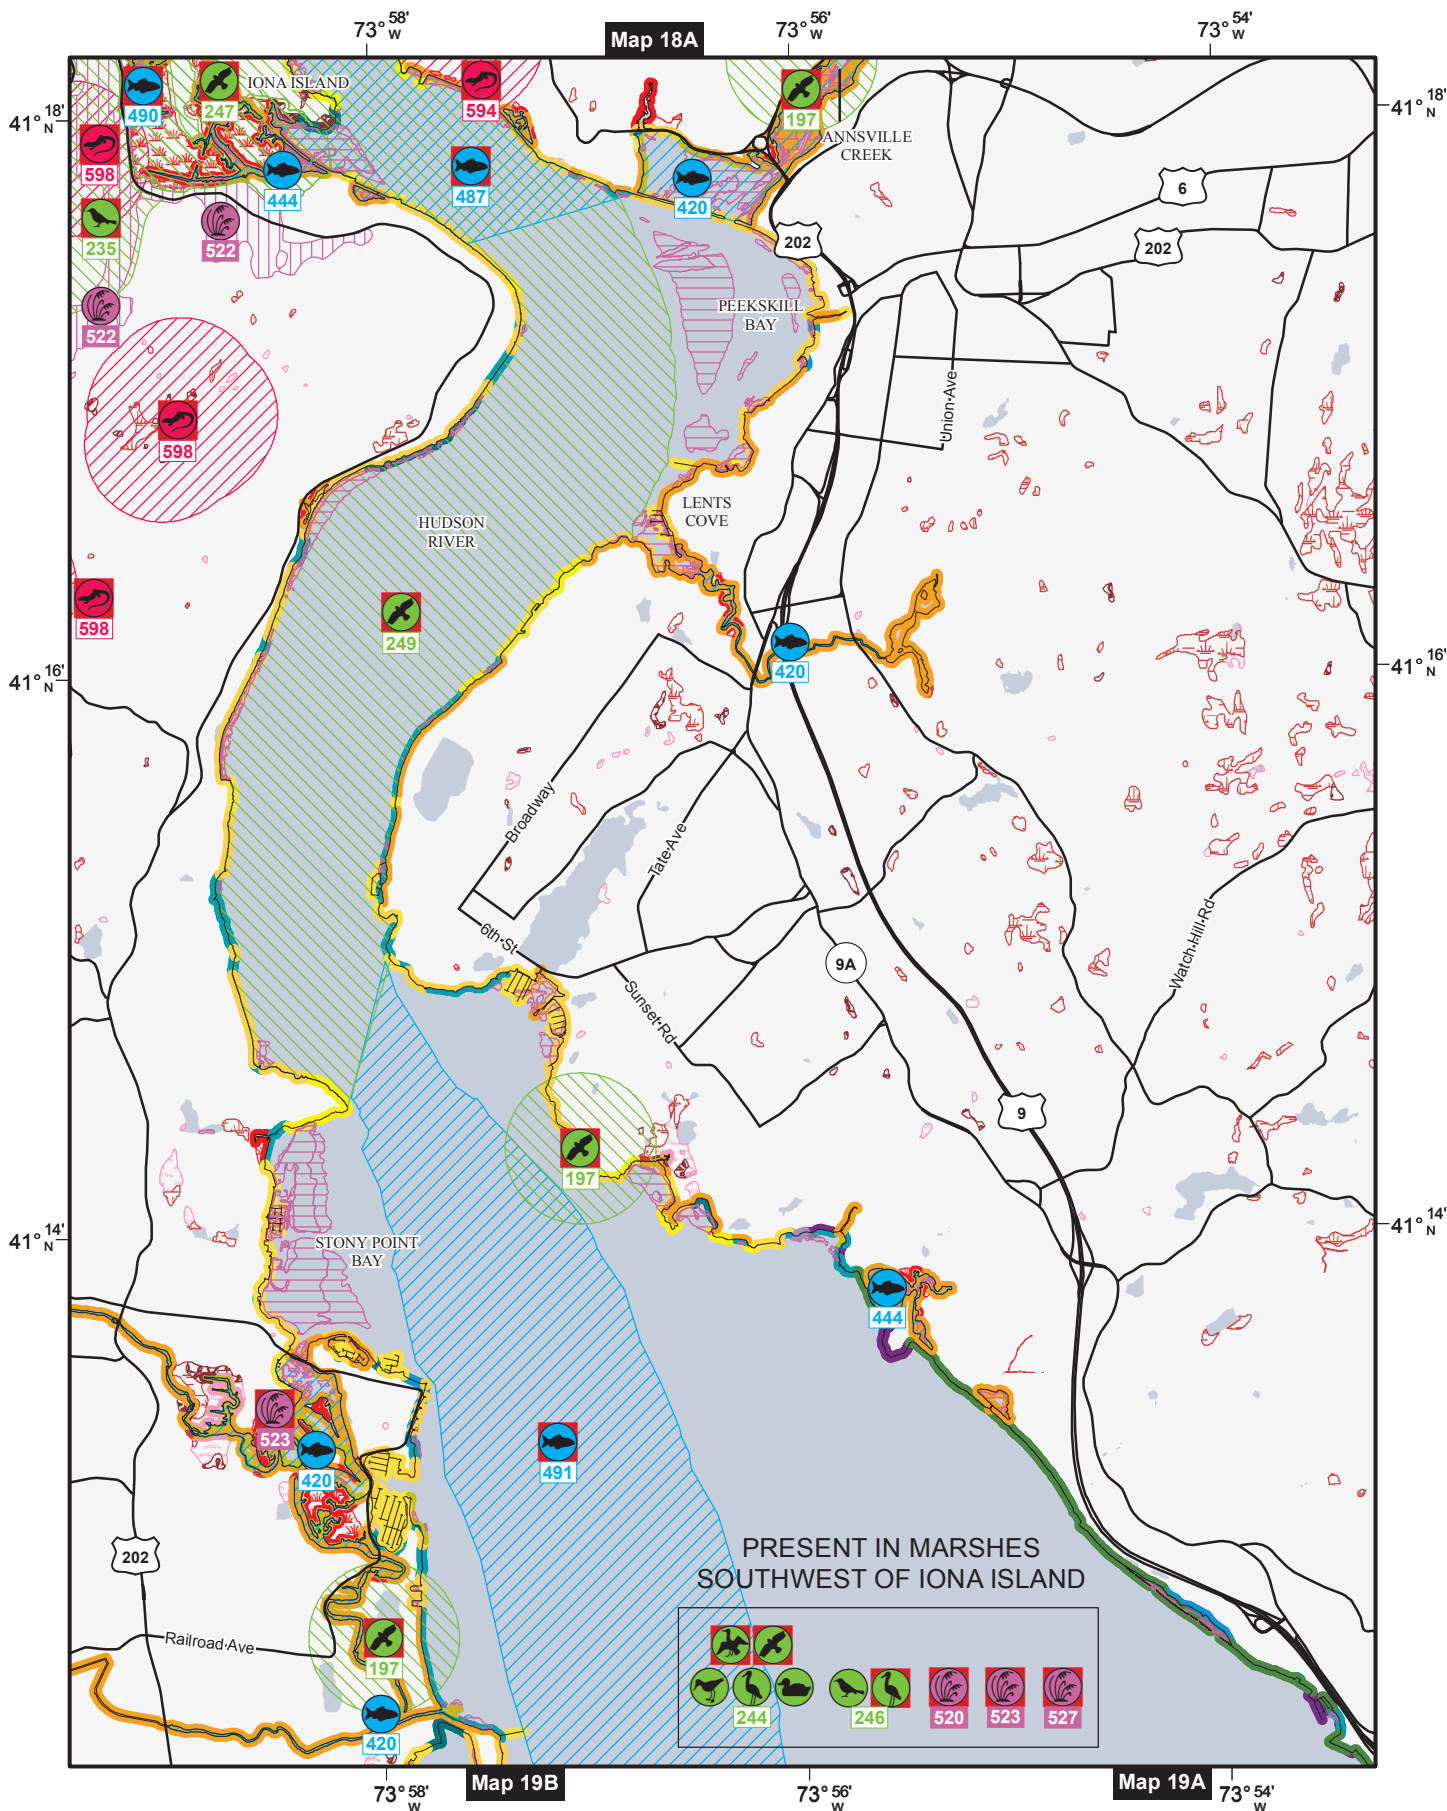 73°58' W
Map 18A
73°56' W
73°54' W
41°18' N
41°18' N
IONA ISLAND
490
247
594
197
ANNSVILLE
CREEK
598
444
487
420
6
235
522
202
202
522
PEEKSKILL
BAY
598
Union Ave
LENTS
COVE
HUDSON
RIVER
598
249
420
41°16' N
41°16' N
Broadway
Tate Ave
6th St
9A
Watch Hill Rd
Sunset Rd
9
197
41°14' N
41°14' N
STONY POINT
BAY
444
523
420
491
202
PRESENT IN MARSHES
SOUTHWEST OF IONA ISLAND
Railroad Ave
197
244
246
520
523
527
420
73°58' W
Map 19B
73°56' W
Map 19A
73°54' W